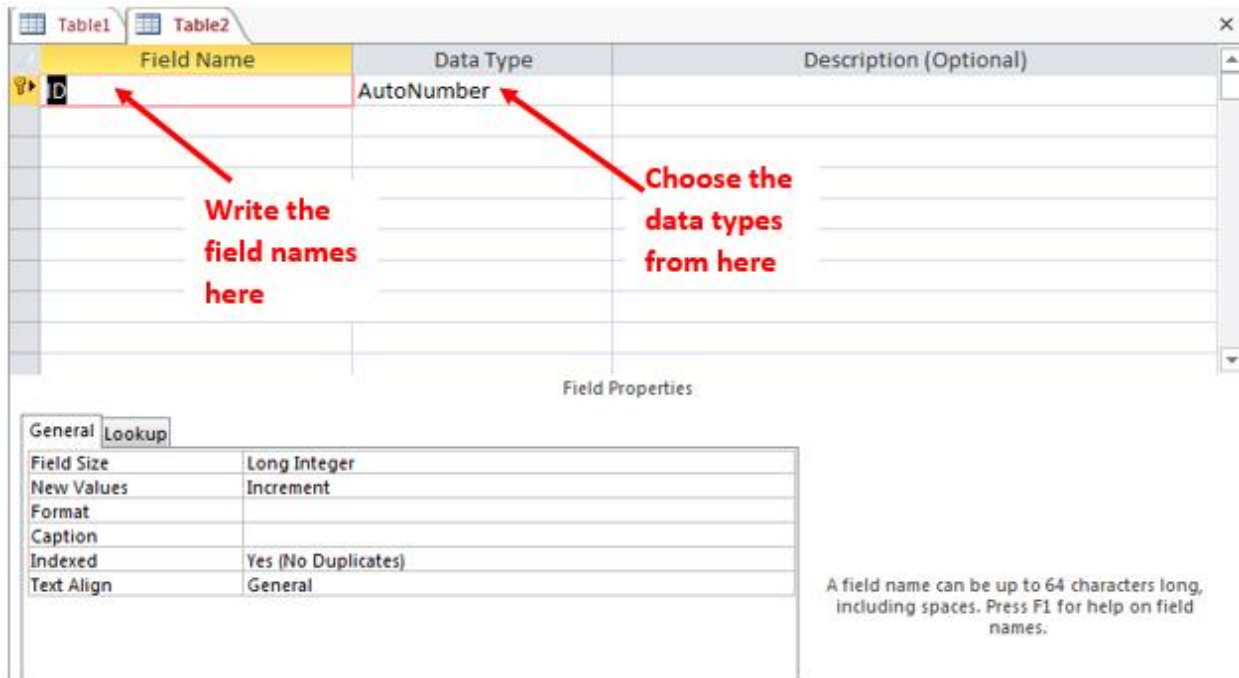 Table1 Table2
Field Name Data Type Description (Optional)
ID AutoNumber
Write the
field names
here
Choose the
data types
from here
Field Properties
General Lookup
Field Size Long Integer
New Values Increment
Format
Caption
Indexed Yes (No Duplicates)
Text Align General
A field name can be up to 64 characters long,
including spaces. Press F1 for help on field
names.